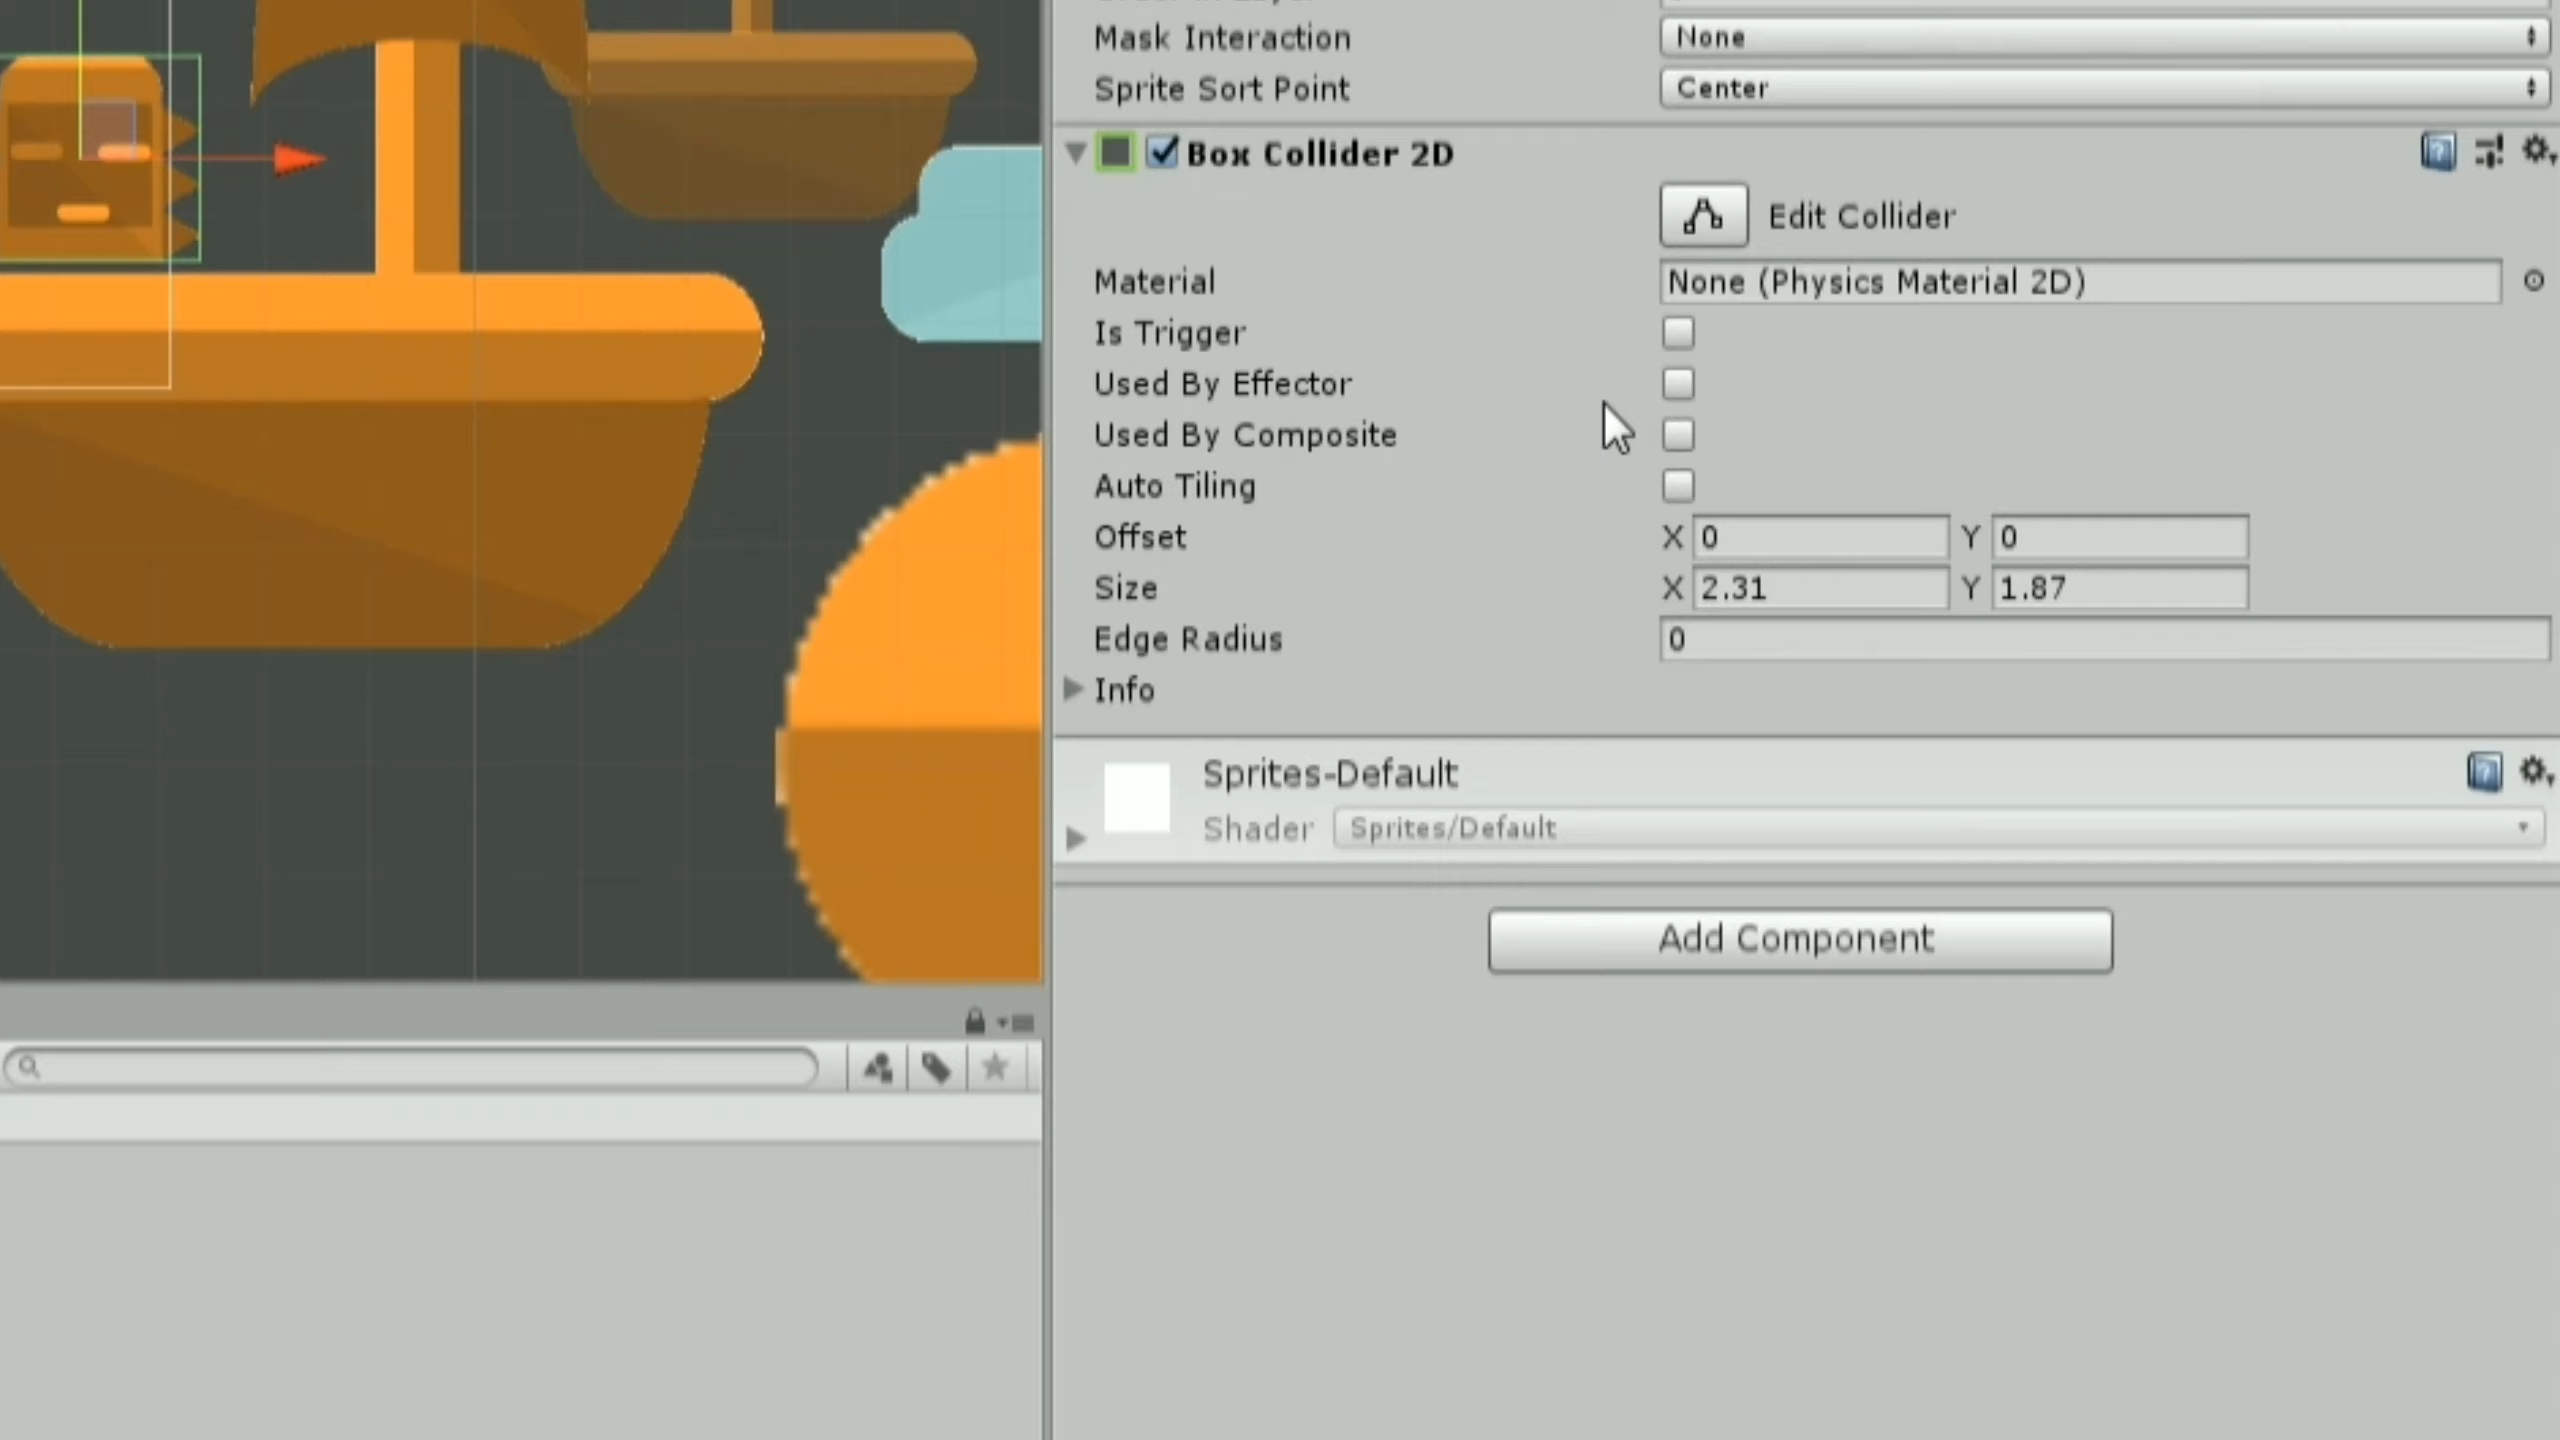 Mask Interaction None
Sprite Sort Point Center
Box Collider 2D
Edit Collider
Material None (Physics Material 2D)
Is Trigger
Used By Effector
Used By Composite
Auto Tiling
Offset X 0 Y 0
Size X 2.31 Y 1.87
Edge Radius 0
Info
Sprites-Default
Shader Sprites/Default
Add Component